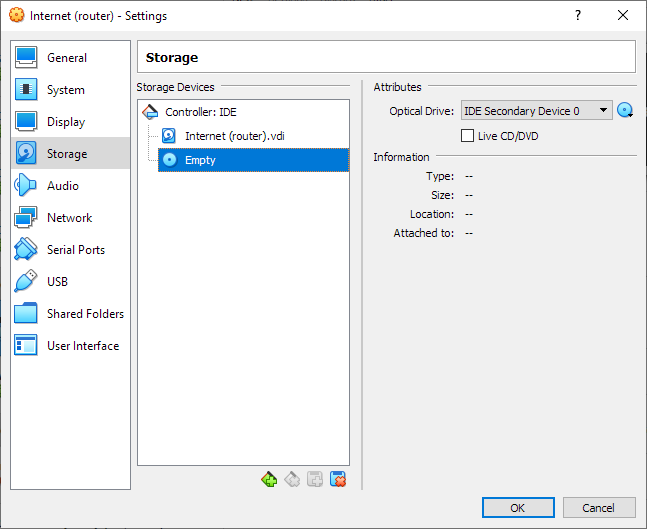 Internet (router) - Settings
?
General
System
Display
Storage
Audio
Network
Serial Ports
USB
Shared Folders
User Interface
Storage
Storage Devices
Controller: IDE
Internet (router).vdi
Empty
Attributes
Optical Drive: IDE Secondary Device 0
Live CD/DVD
Information
Type: --
Size: --
Location: --
Attached to: --
OK
Cancel